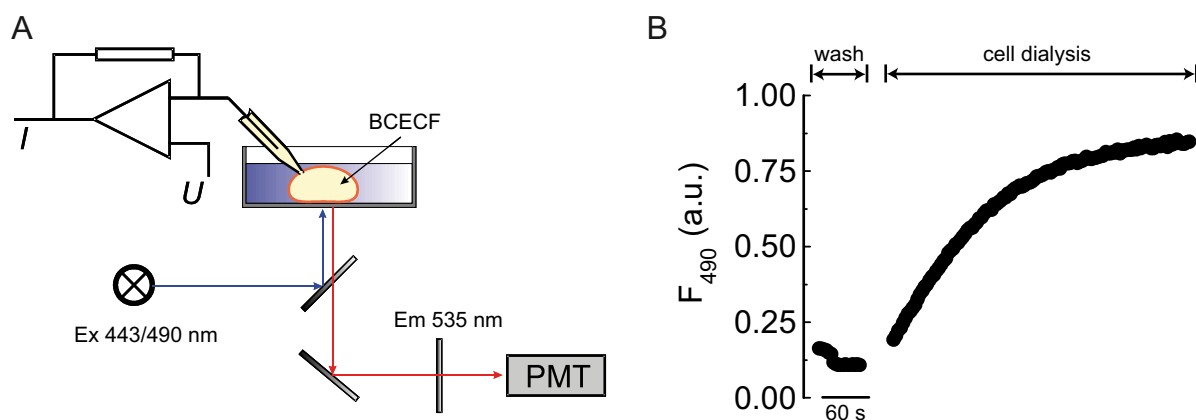 A
I
U
BCECF
Ex 443/490 nm
Em 535 nm
PMT
B
wash
cell dialysis
F490 (a.u.)
1.00
0.75
0.50
0.25
0.00
60 s